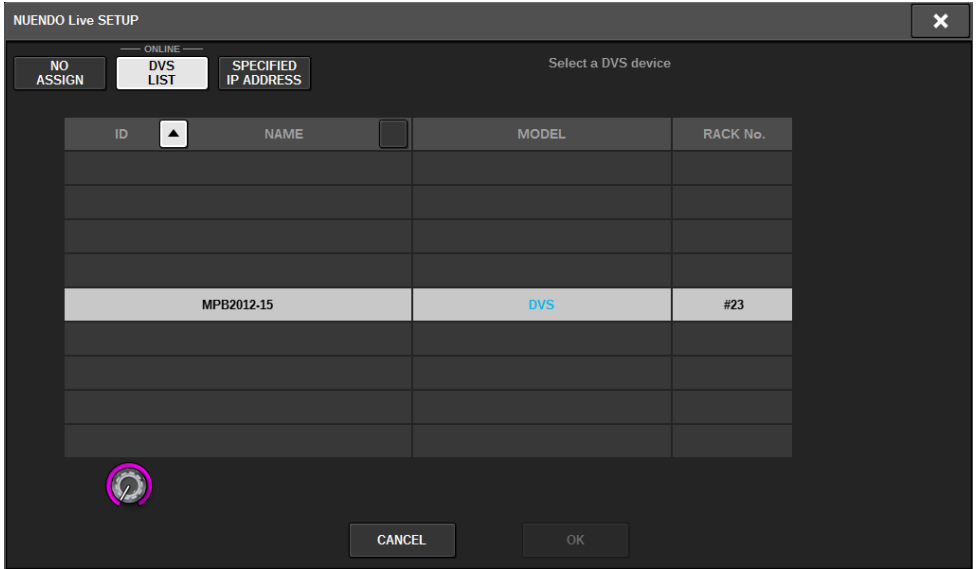 NUENDO Live SETUP
ONLINE
NO ASSIGN
DVS LIST
SPECIFIED IP ADDRESS
Select a DVS device
ID NAME MODEL RACK No.
MPB2012-15 DVS #23
CANCEL OK